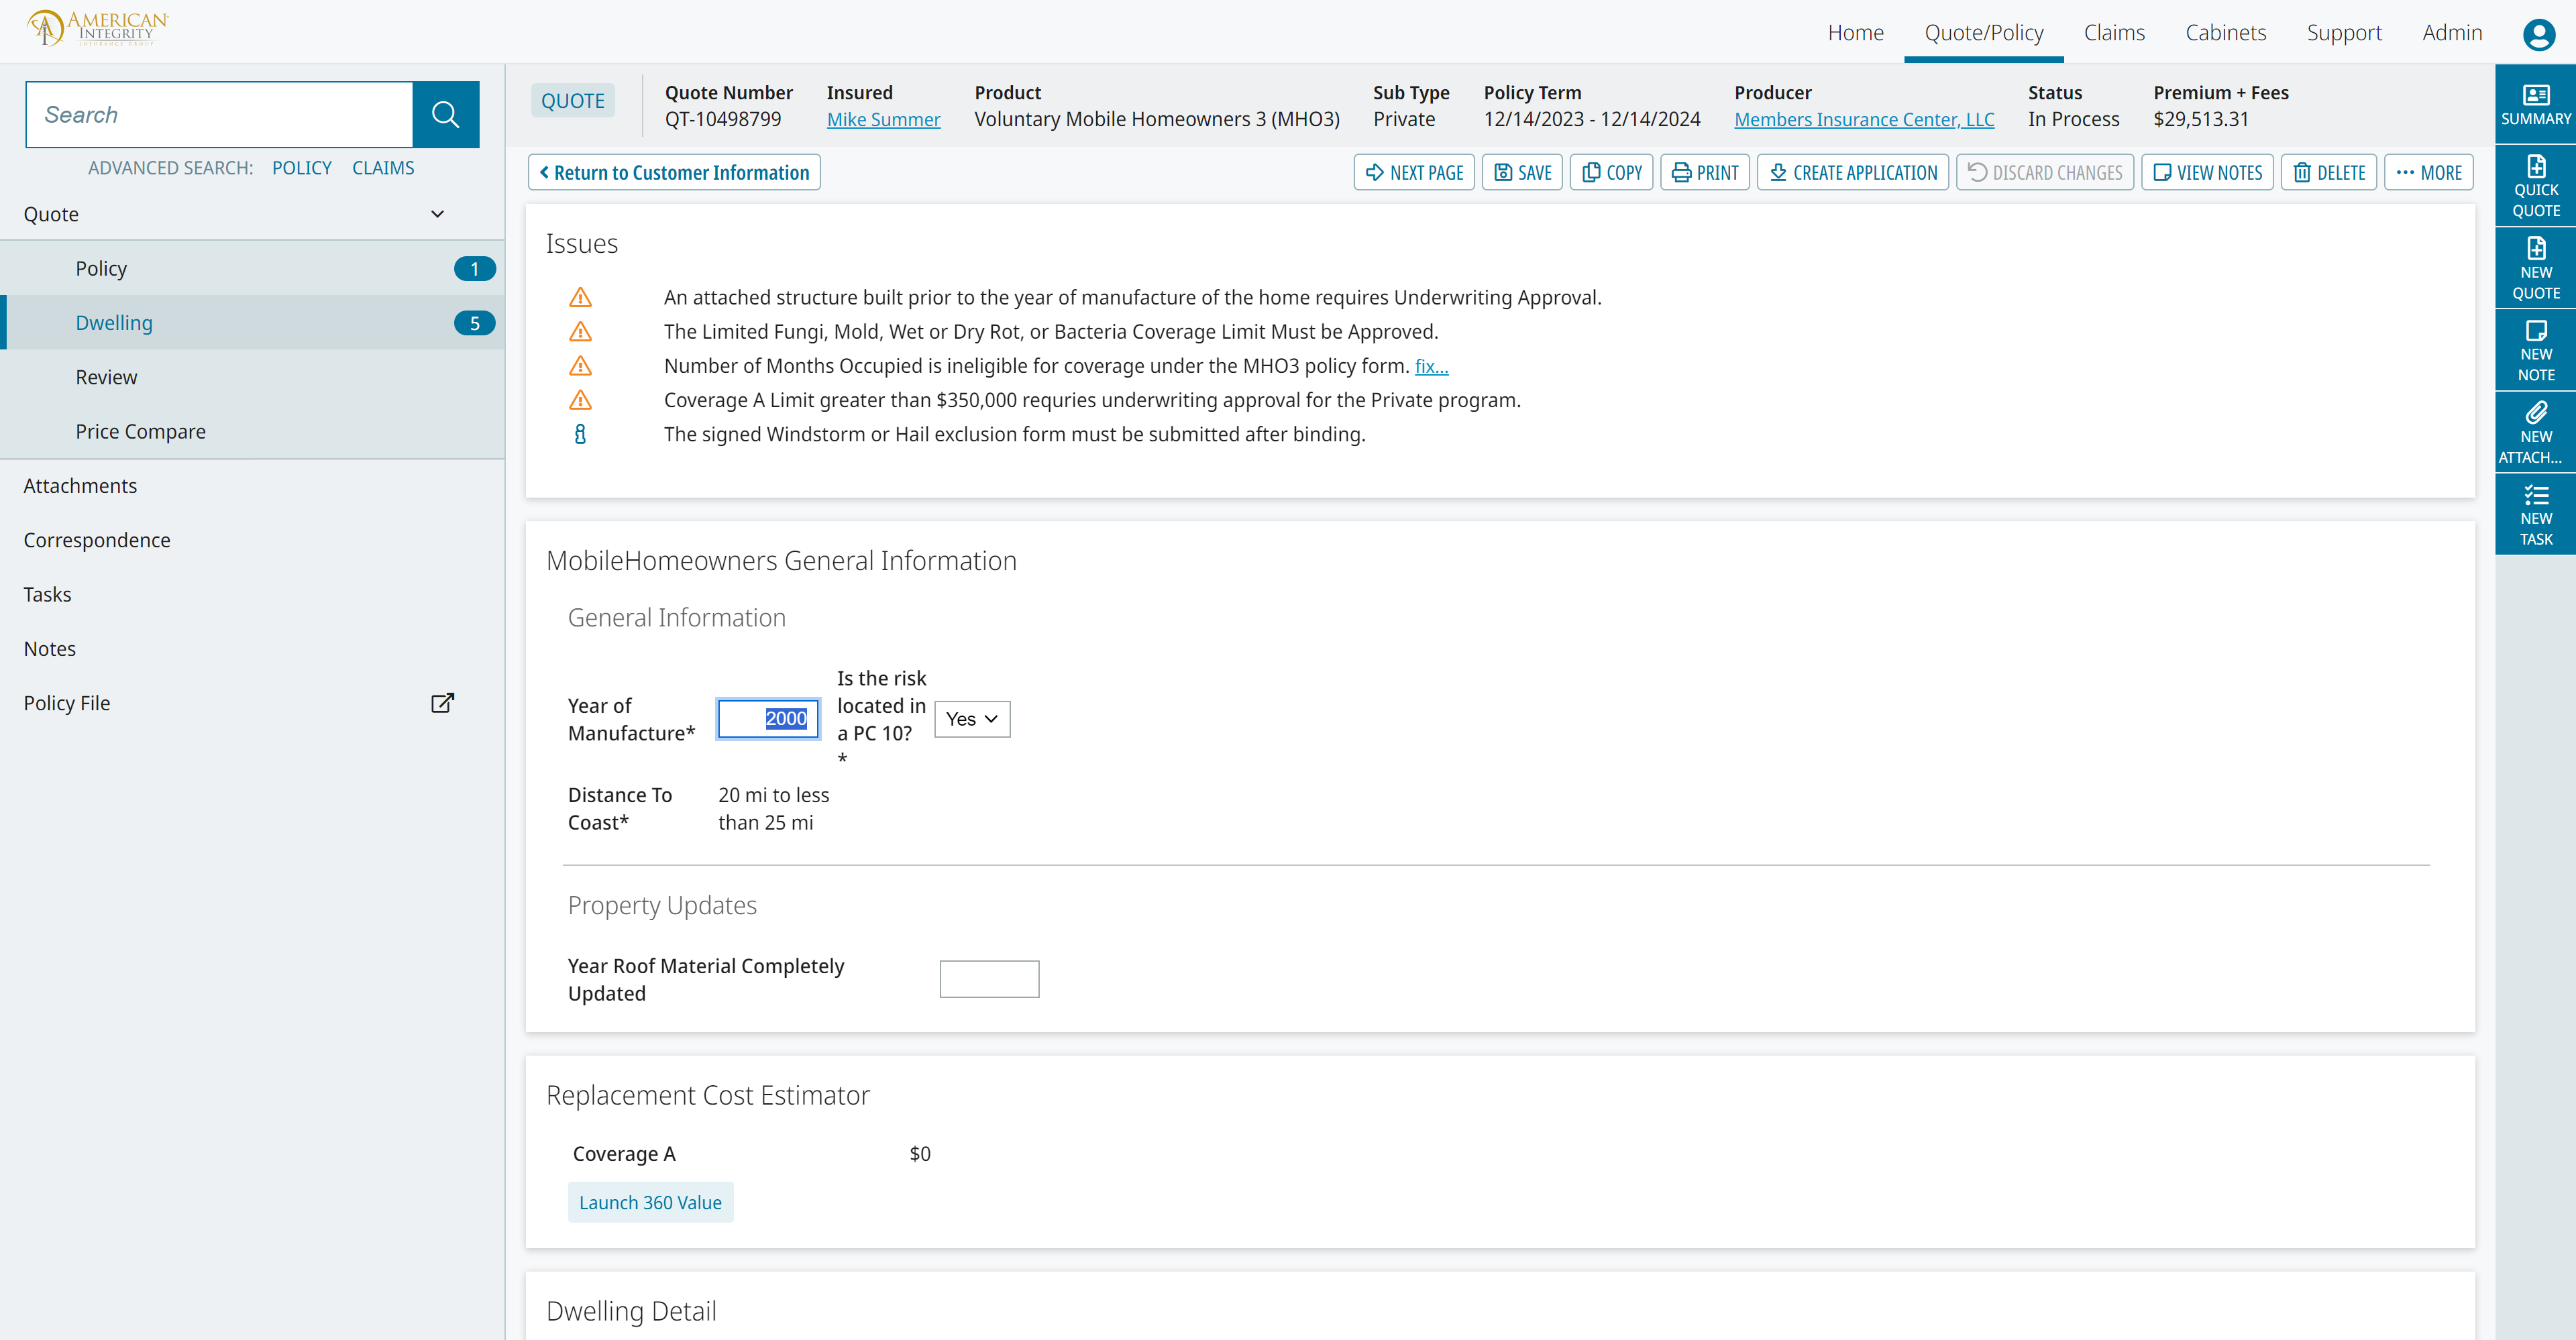 AMERICAN
INTEGRITY
INSURANCE GROUP
Home
Quote/Policy
Claims
Cabinets
Support
Admin
Search
ADVANCED SEARCH: POLICY CLAIMS
Quote
Policy 1
Dwelling 5
Review
Price Compare
Attachments
Correspondence
Tasks
Notes
Policy File
QUOTE
Quote Number
QT-10498799
Insured
Mike Summer
Product
Voluntary Mobile Homeowners 3 (MHO3)
Sub Type
Private
Policy Term
12/14/2023 - 12/14/2024
Producer
Members Insurance Center, LLC
Status
In Process
Premium + Fees
$29,513.31
Return to Customer Information
NEXT PAGE
SAVE
COPY
PRINT
CREATE APPLICATION
DISCARD CHANGES
VIEW NOTES
DELETE
MORE
Issues
An attached structure built prior to the year of manufacture of the home requires Underwriting Approval.
The Limited Fungi, Mold, Wet or Dry Rot, or Bacteria Coverage Limit Must be Approved.
Number of Months Occupied is ineligible for coverage under the MHO3 policy form. fix...
Coverage A Limit greater than $350,000 requries underwriting approval for the Private program.
The signed Windstorm or Hail exclusion form must be submitted after binding.
MobileHomeowners General Information
General Information
Year of
Manufacture*
2000
Is the risk
located in
a PC 10?
*
Yes
Distance To
Coast*
20 mi to less
than 25 mi
Property Updates
Year Roof Material Completely
Updated
Replacement Cost Estimator
Coverage A $0
Launch 360 Value
Dwelling Detail
SUMMARY
QUICK
QUOTE
NEW
QUOTE
NEW
NOTE
NEW
ATTACH...
NEW
TASK